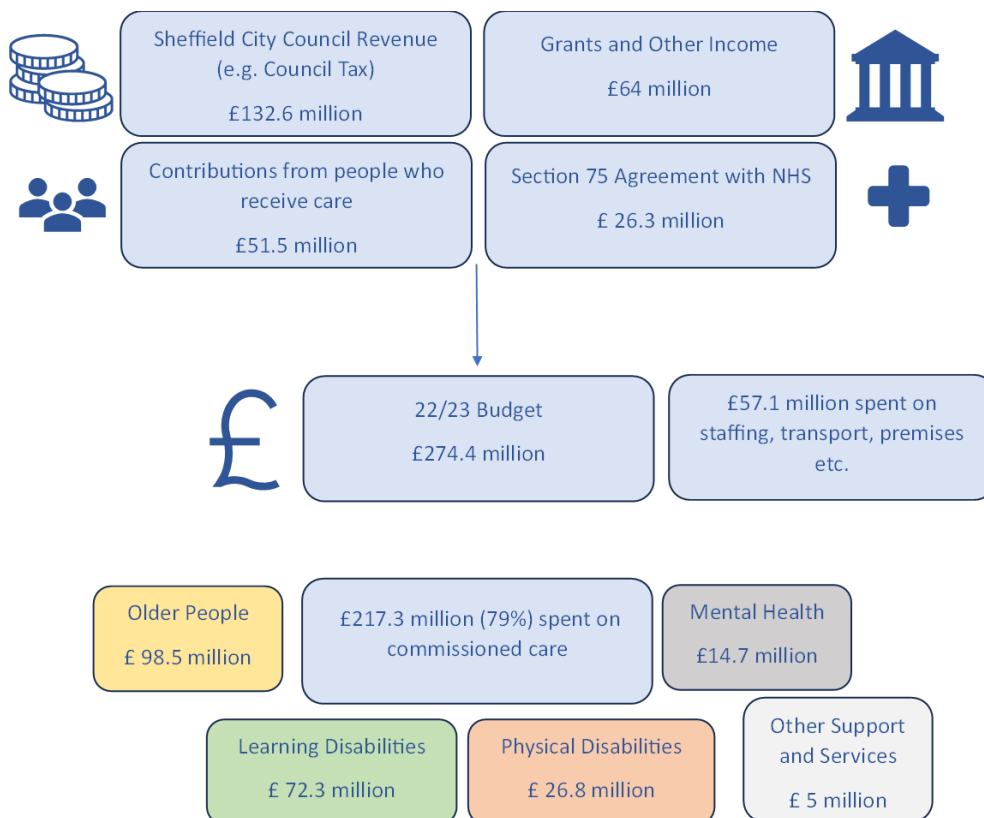 Sheffield City Council Revenue
(e.g. Council Tax)
£132.6 million
Grants and Other Income
£64 million
Contributions from people who
receive care
£51.5 million
Section 75 Agreement with NHS
£ 26.3 million
£
22/23 Budget
£274.4 million
£57.1 million spent on
staffing, transport, premises
etc.
Older People
£ 98.5 million
£217.3 million (79%) spent on
commissioned care
Mental Health
£14.7 million
Learning Disabilities
£ 72.3 million
Physical Disabilities
£ 26.8 million
Other Support
and Services
£ 5 million